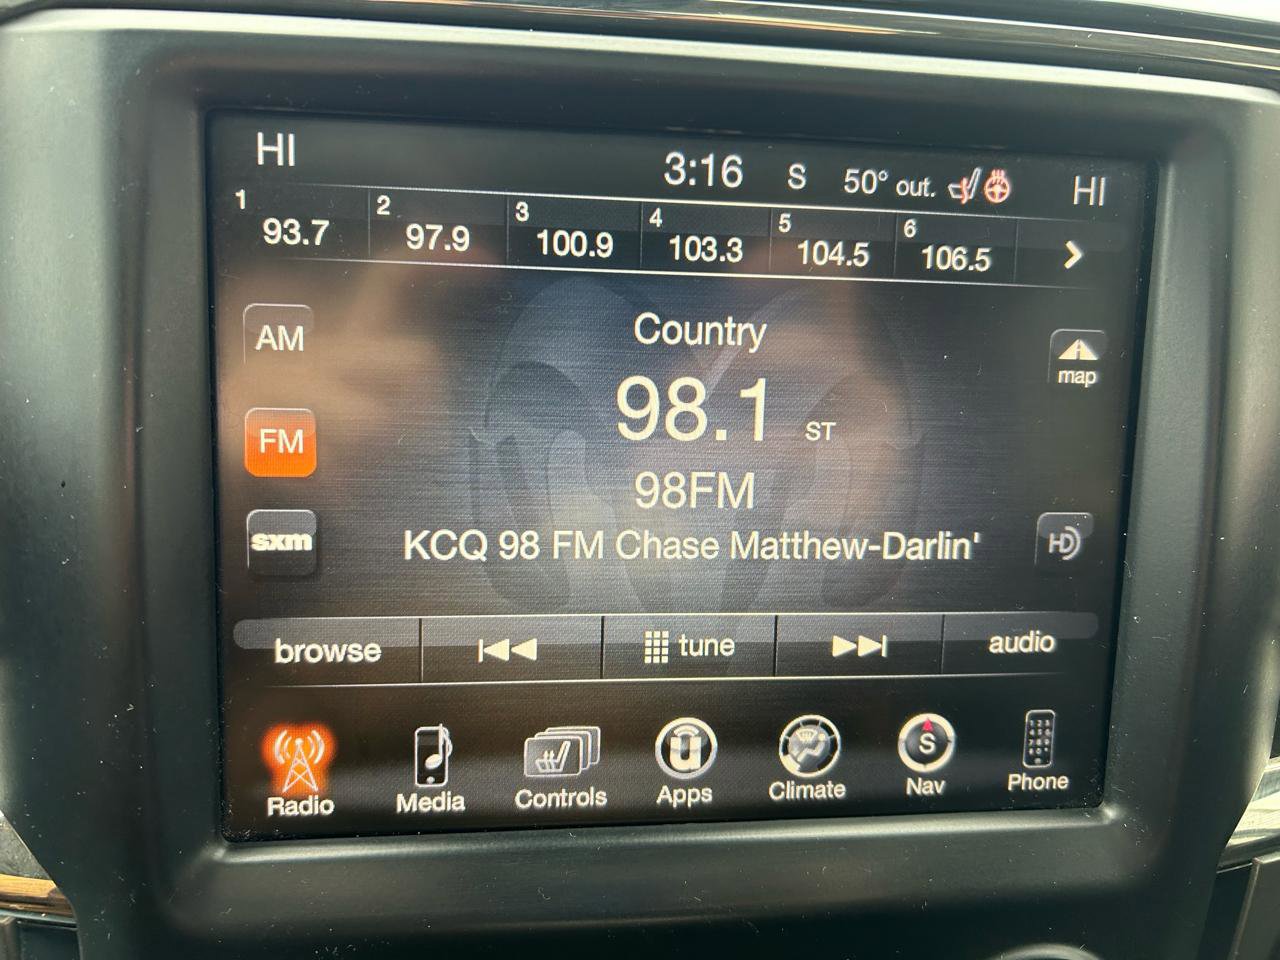 HI 3:16 S 50° out. HI
1 93.7 2 97.9 3 100.9 4 103.3 5 104.5 6 106.5
AM
Country
map
98.1 ST
FM
98FM
sxm KCQ 98 FM Chase Matthew-Darlin' HD
browse tune audio
Radio Media Controls Apps Climate S Nav Phone